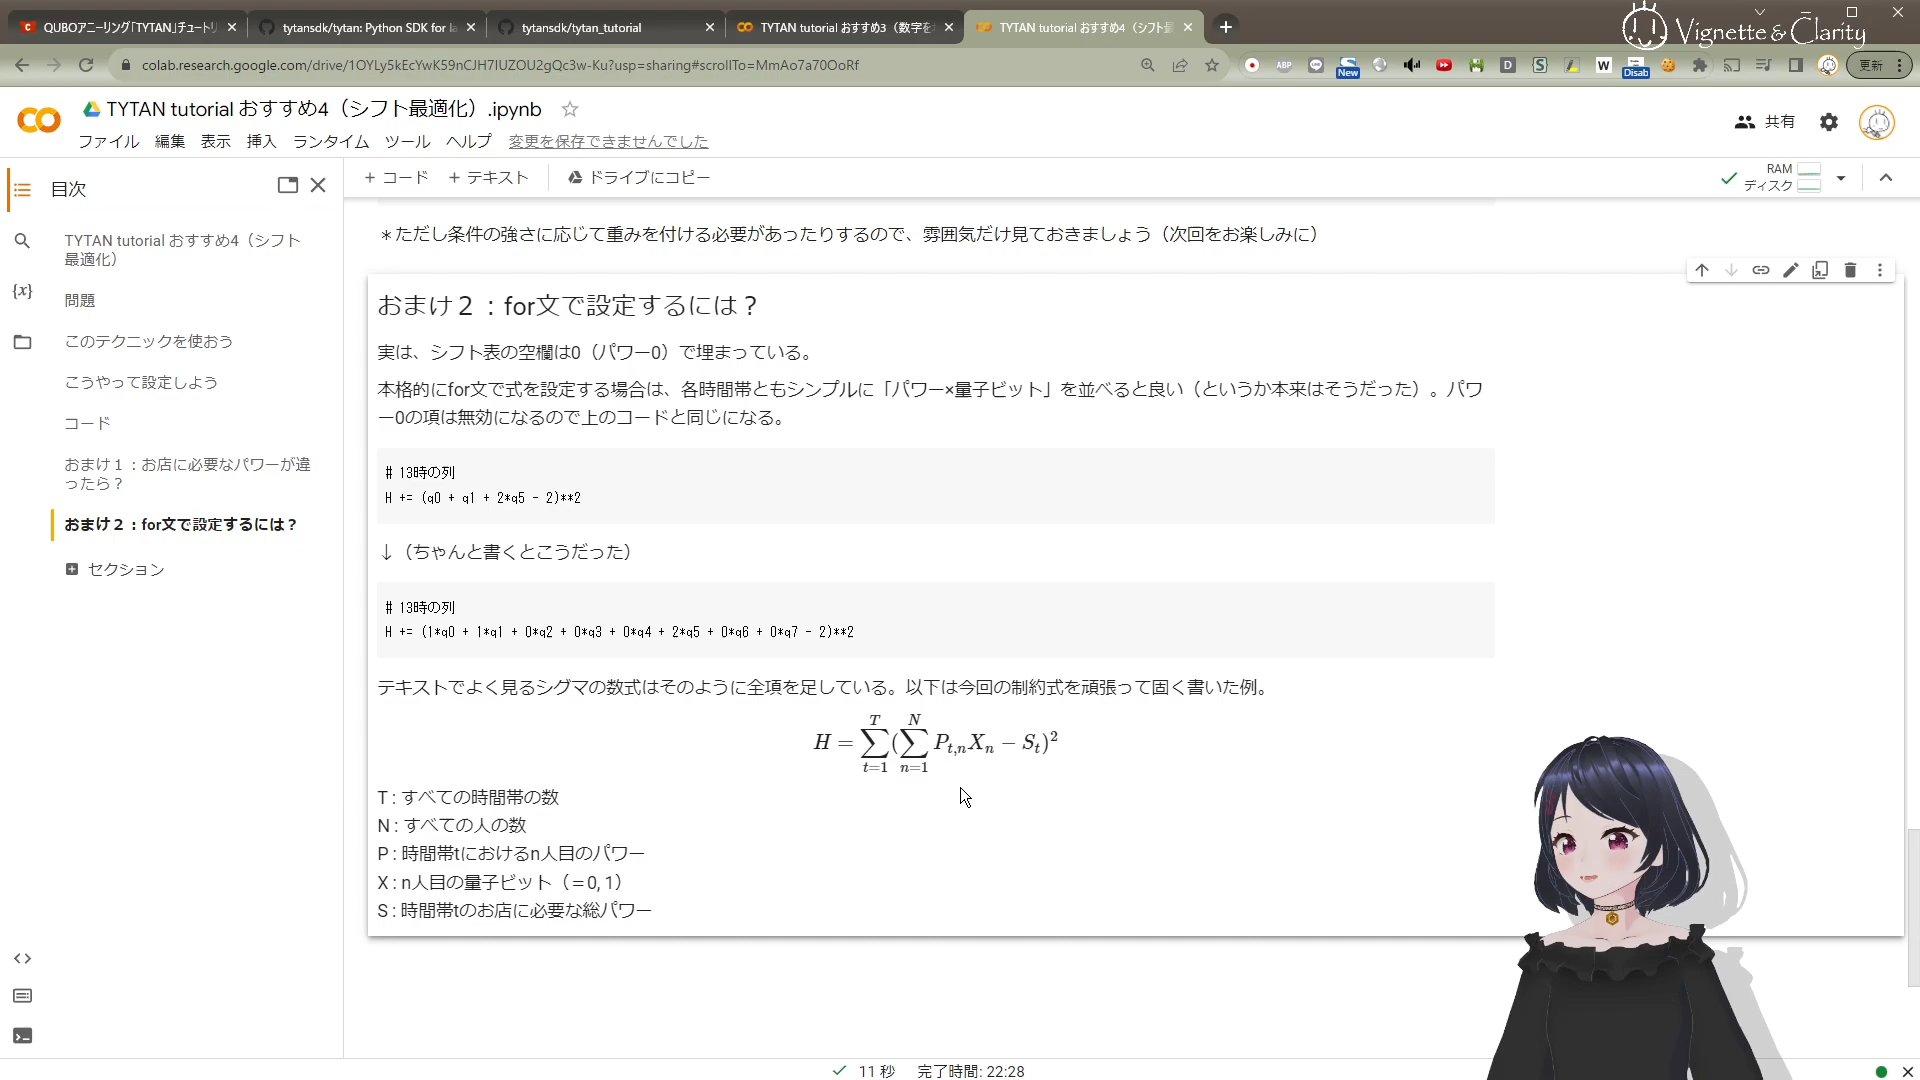 QUBOアニーリング「TYTAN」チュートリ
tytansdk/tytan: Python SDK for la
tytansdk/tytan_tutorial
TYTAN tutorial おすすめ3（数字を
TYTAN tutorial おすすめ4（シフト最
Vignette & Clarity
colab.research.google.com/drive/1OYLy5kEcYwK59nCJH7IUZOU2gQc3w-Ku?usp=sharing#scrollTo=MmAo7a70OoRf
ABP
New
D
S
W
Disab
更新
CO
TYTAN tutorial おすすめ4（シフト最適化）.ipynb
ファイル 編集 表示 挿入 ランタイム ツール ヘルプ 変更を保存できませんでした
共有
目次
+ コード + テキスト ドライブにコピー
RAM
ディスク
TYTAN tutorial おすすめ4（シフト
最適化）
問題
このテクニックを使おう
こうやって設定しよう
コード
おまけ１：お店に必要なパワーが違
ったら？
おまけ２：for文で設定するには？
セクション
{x}
＊ただし条件の強さに応じて重みを付ける必要があったりするので、雰囲気だけ見ておきましょう（次回をお楽しみに）
おまけ２：for文で設定するには？
実は、シフト表の空欄は0（パワー0）で埋まっている。
本格的にfor文で式を設定する場合は、各時間帯ともシンプルに「パワー×量子ビット」を並べると良い（というか本来はそうだった）。パワ
ー0の項は無効になるので上のコードと同じになる。
# 13時の列
H += (q0 + q1 + 2*q5 - 2)**2
↓（ちゃんと書くとこうだった）
# 13時の列
H += (1*q0 + 1*q1 + 0*q2 + 0*q3 + 0*q4 + 2*q5 + 0*q6 + 0*q7 - 2)**2
テキストでよく見るシグマの数式はそのように全項を足している。以下は今回の制約式を頑張って固く書いた例。
H = ∑_{t=1}^{T} (∑_{n=1}^{N} P_{t,n} X_n − S_t)^2
T : すべての時間帯の数
N : すべての人の数
P : 時間帯tにおけるn人目のパワー
X : n人目の量子ビット（＝0, 1）
S : 時間帯tのお店に必要な総パワー
✓ 11 秒 完了時間: 22:28